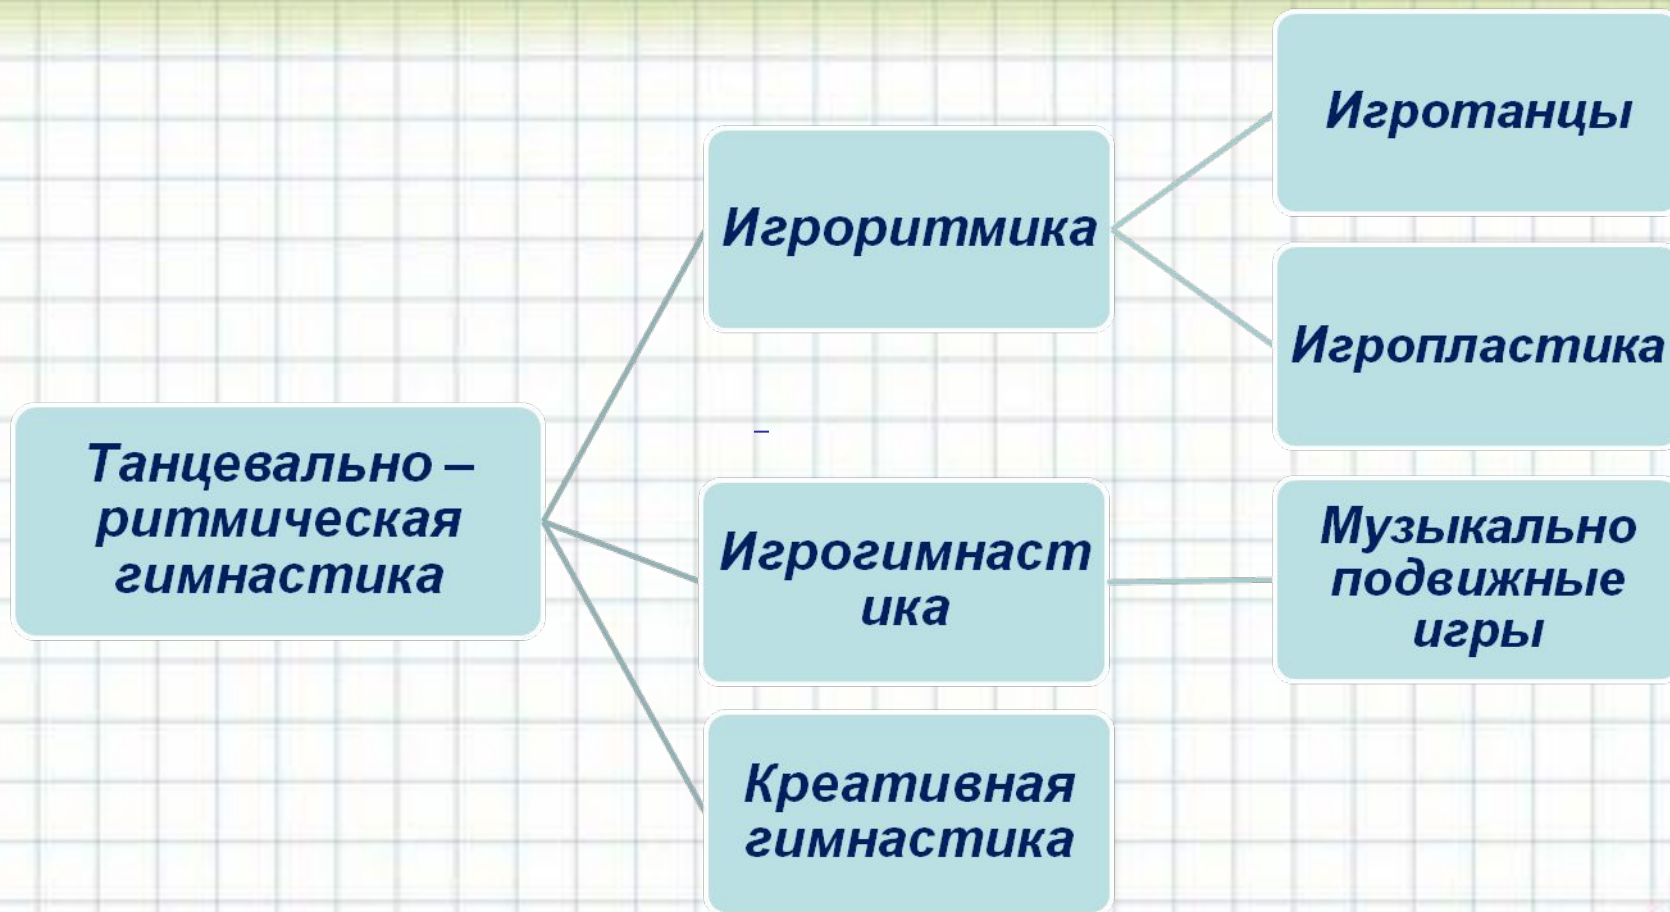 Танцевально –
ритмическая
гимнастика
Игроритмика
Игрогимнаст
ика
Креативная
гимнастика
Игротанцы
Игропластика
Музыкально
подвижные
игры